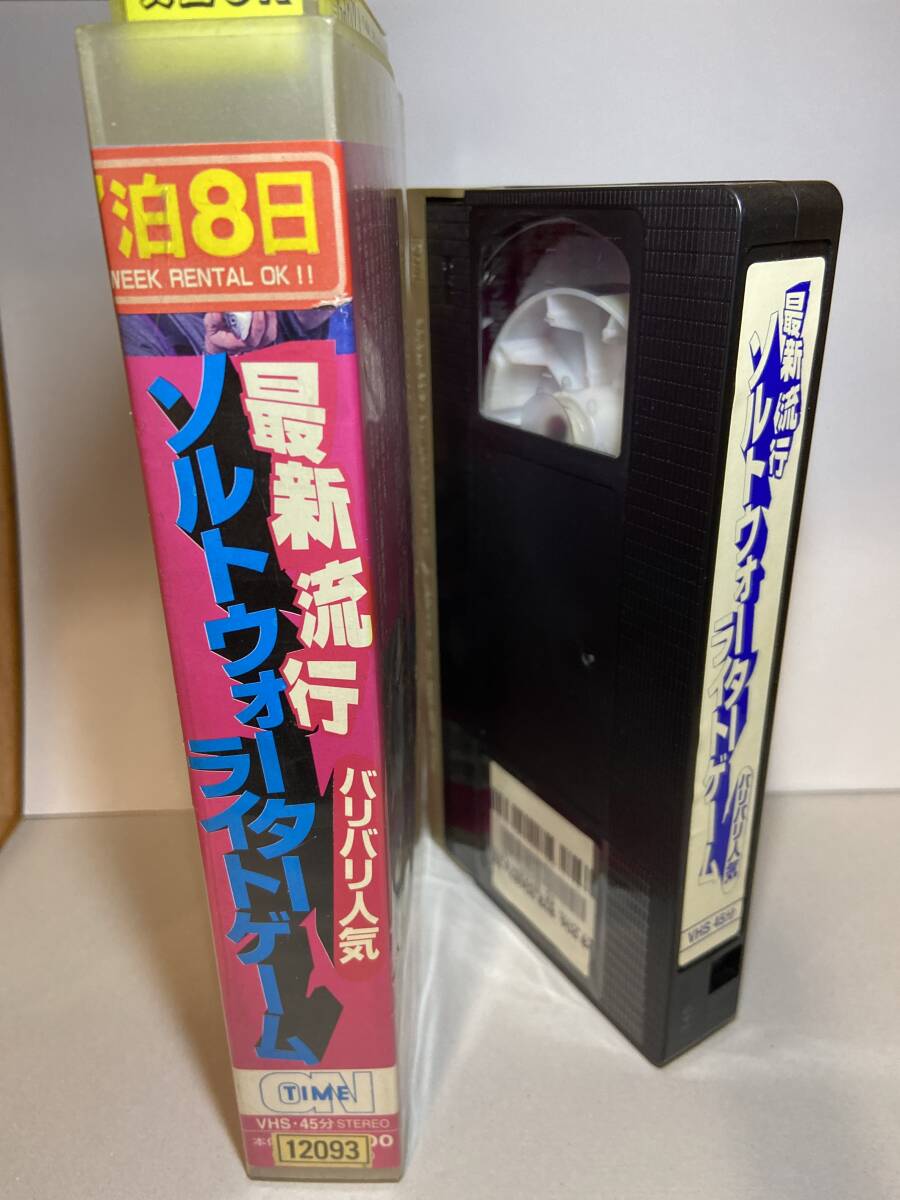 泊8日
WEEK RENTAL OK!!
最新流行
ソルトウォーター
ライトゲーム
バリバリ人気
ON TIME
VHS・45分 STEREO
12093
最新流行
ソルトウォーター
ライトゲーム
バリバリ人気
VHS 45分